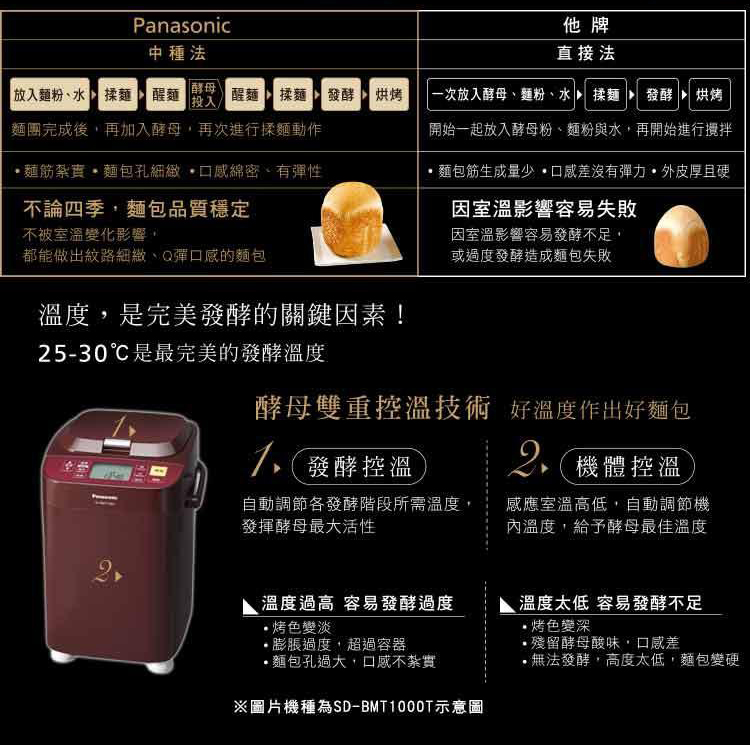 Panasonic
中種法
放入麵粉、水 揉麵 醒麵 酵母投入 醒麵 揉麵 發酵 烘烤
麵團完成後，再加入酵母，再次進行揉麵動作
•麵筋紮實•麵包孔細緻•口感綿密、有彈性
不論四季，麵包品質穩定
不被室溫變化影響，
都能做出紋路細緻、Q彈口感的麵包
他牌
直接法
一次放入酵母、麵粉、水 揉麵 發酵 烘烤
開始一起放入酵母粉、麵粉與水，再開始進行攪拌
•麵包筋生成量少•口感差沒有彈力•外皮厚且硬
因室溫影響容易失敗
因室溫影響容易發酵不足，
或過度發酵造成麵包失敗
溫度，是完美發酵的關鍵因素！
25-30℃是最完美的發酵溫度
酵母雙重控溫技術 好溫度作出好麵包
1
Panasonic
2
1 發酵控溫
自動調節各發酵階段所需溫度，
發揮酵母最大活性
2 機體控溫
感應室溫高低，自動調節機
內溫度，給予酵母最佳溫度
溫度過高 容易發酵過度
•烤色變淡
•膨脹過度，超過容器
•麵包孔過大，口感不紮實
溫度太低 容易發酵不足
•烤色變深
•殘留酵母酸味，口感差
•無法發酵，高度太低，麵包變硬
※圖片機種為SD-BMT1000T示意圖